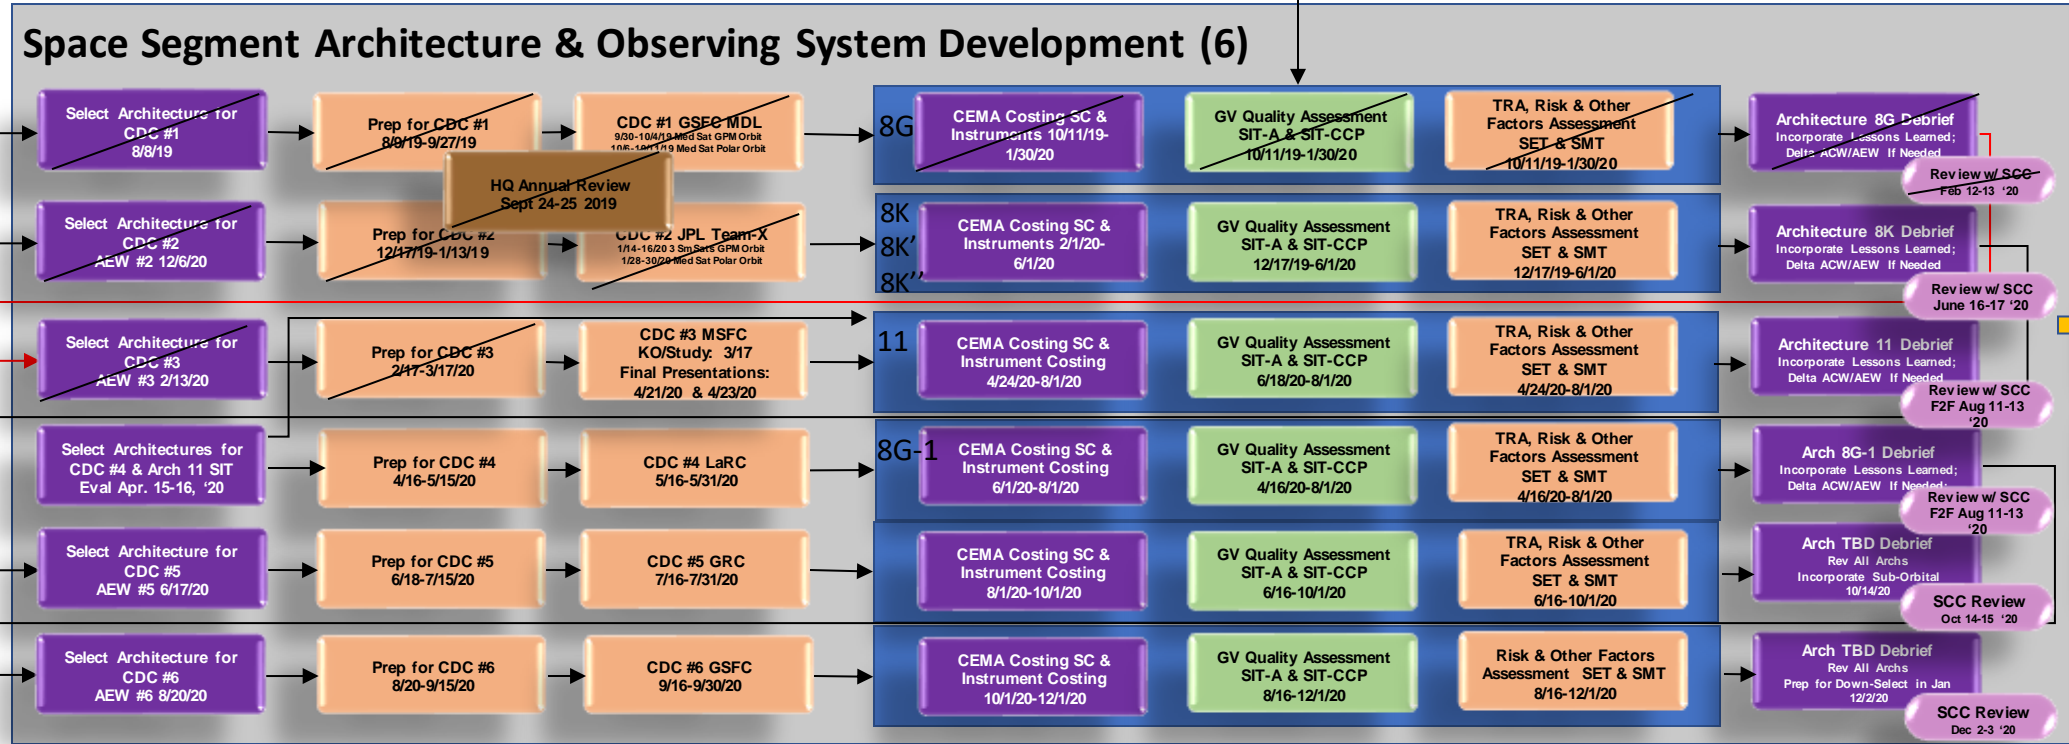 Space Segment Architecture & Observing System Development (6)
Select Architecture for
CDC #1
8/8/19
Prep for CDC #1
8/9/19-9/27/19
CDC #1 GSFC MDL
9/30-10/4/19 Med Sat GPM Orbit
10/6-10/11/19 Med Sat Polar Orbit
HQ Annual Review
Sept 24-25 2019
8G
CEMA Costing SC &
Instruments 10/11/19-
1/30/20
GV Quality Assessment
SIT-A & SIT-CCP
10/11/19-1/30/20
TRA, Risk & Other
Factors Assessment
SET & SMT
10/11/19-1/30/20
Architecture 8G Debrief
Incorporate Lessons Learned;
Delta ACW/AEW If Needed
Review w/ SCC
Feb 12-13 ‘20
Select Architecture for
CDC #2
AEW #2 12/6/20
Prep for CDC #2
12/17/19-1/13/19
CDC #2 JPL Team-X
1/14-16/20 3 Sm Sats GPM Orbit
1/28-30/20 Med Sat Polar Orbit
8K
8K’
8K’’
CEMA Costing SC &
Instruments 2/1/20-
6/1/20
GV Quality Assessment
SIT-A & SIT-CCP
12/17/19-6/1/20
TRA, Risk & Other
Factors Assessment
SET & SMT
12/17/19-6/1/20
Architecture 8K Debrief
Incorporate Lessons Learned;
Delta ACW/AEW If Needed
Review w/ SCC
June 16-17 ‘20
Select Architecture for
CDC #3
AEW #3 2/13/20
Prep for CDC #3
2/17-3/17/20
CDC #3 MSFC
KO/Study: 3/17
Final Presentations:
4/21/20 & 4/23/20
11
CEMA Costing SC &
Instrument Costing
4/24/20-8/1/20
GV Quality Assessment
SIT-A & SIT-CCP
6/18/20-8/1/20
TRA, Risk & Other
Factors Assessment
SET & SMT
4/24/20-8/1/20
Architecture 11 Debrief
Incorporate Lessons Learned;
Delta ACW/AEW If Needed
Review w/ SCC
F2F Aug 11-13
‘20
Select Architectures for
CDC #4 & Arch 11 SIT
Eval Apr. 15-16, ‘20
Prep for CDC #4
4/16-5/15/20
CDC #4 LaRC
5/16-5/31/20
8G-1
CEMA Costing SC &
Instrument Costing
6/1/20-8/1/20
GV Quality Assessment
SIT-A & SIT-CCP
4/16/20-8/1/20
TRA, Risk & Other
Factors Assessment
SET & SMT
4/16/20-8/1/20
Arch 8G-1 Debrief
Incorporate Lessons Learned;
Delta ACW/AEW If Needed;
Review w/ SCC
F2F Aug 11-13
‘20
Select Architecture for
CDC #5
AEW #5 6/17/20
Prep for CDC #5
6/18-7/15/20
CDC #5 GRC
7/16-7/31/20
CEMA Costing SC &
Instrument Costing
8/1/20-10/1/20
GV Quality Assessment
SIT-A & SIT-CCP
6/16-10/1/20
TRA, Risk & Other
Factors Assessment
SET & SMT
6/16-10/1/20
Arch TBD Debrief
Rev All Archs
Incorporate Sub-Orbital
10/14/20
SCC Review
Oct 14-15 ‘20
Select Architecture for
CDC #6
AEW #6 8/20/20
Prep for CDC #6
8/20-9/15/20
CDC #6 GSFC
9/16-9/30/20
CEMA Costing SC &
Instrument Costing
10/1/20-12/1/20
GV Quality Assessment
SIT-A & SIT-CCP
8/16-12/1/20
Risk & Other Factors
Assessment SET & SMT
8/16-12/1/20
Arch TBD Debrief
Rev All Archs
Prep for Down-Select in Jan
12/2/20
SCC Review
Dec 2-3 ‘20